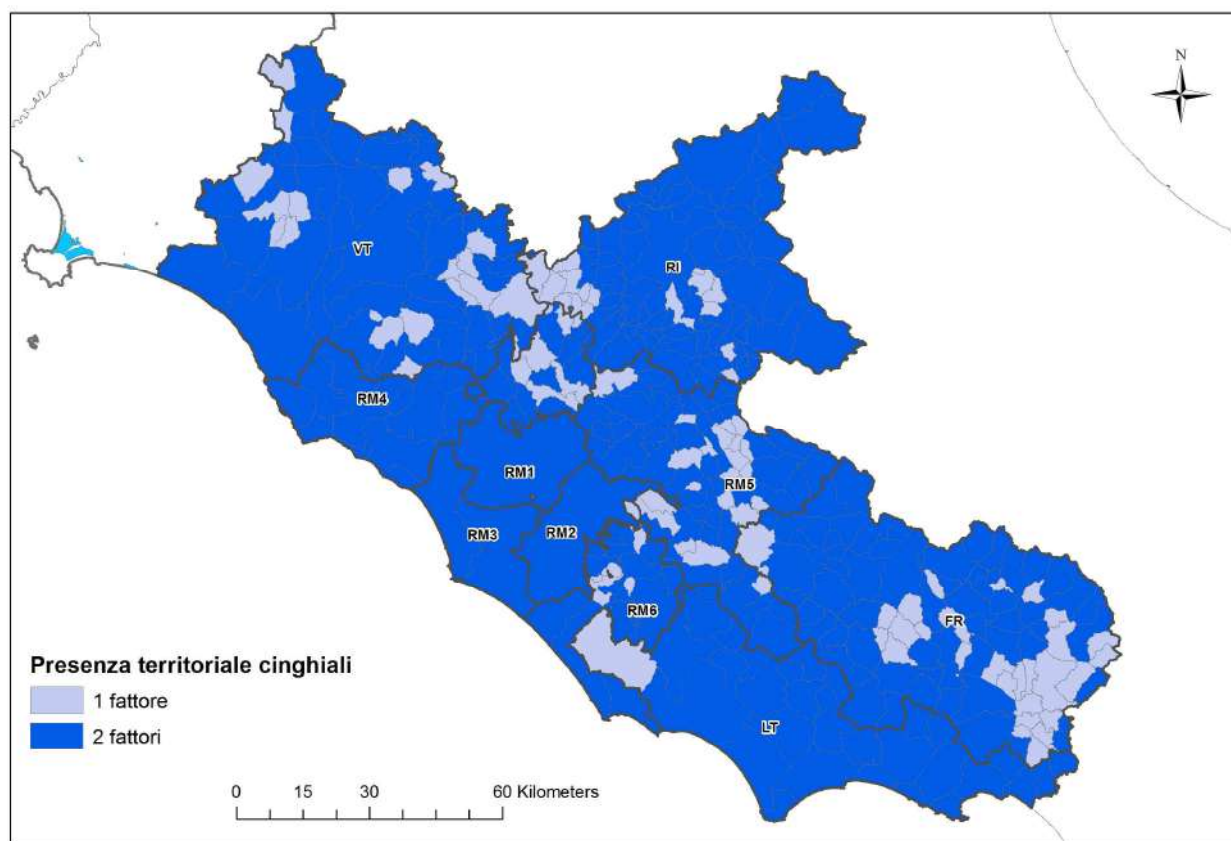 N
VT
RI
RM4
RM1
RM5
RM3
RM2
RM6
FR
LT
Presenza territoriale cinghiali
1 fattore
2 fattori
0 15 30 60 Kilometers